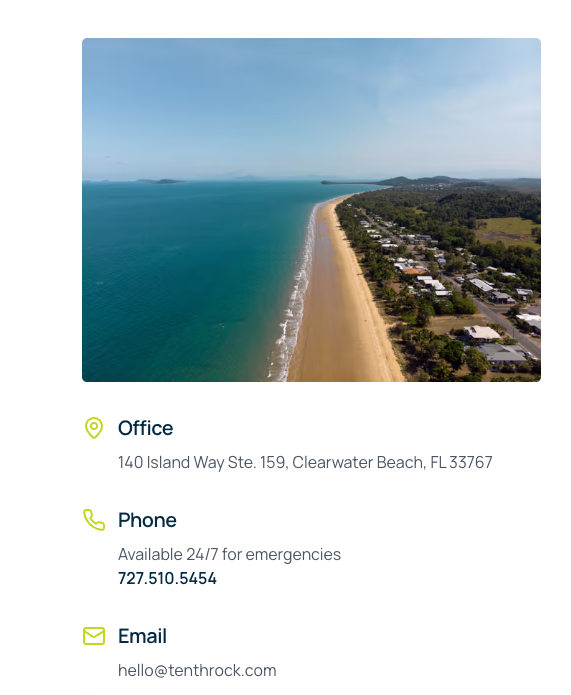 Office
140 Island Way Ste. 159, Clearwater Beach, FL 33767
Phone
Available 24/7 for emergencies
727.510.5454
Email
hello@tenthrock.com